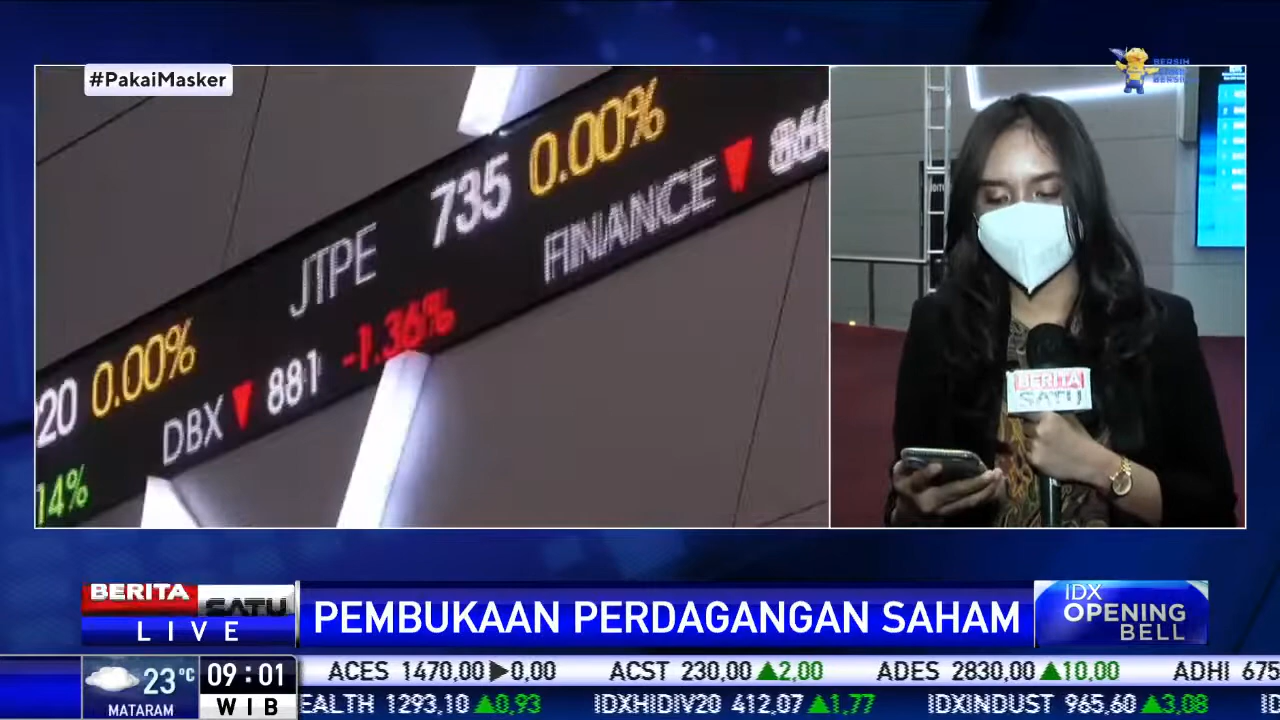 #PakaiMasker
BERSIH
735 0.00%
JTPE
FINANCE ▼ 860
20 0.00%
DBX ▼ 881 -1.36%
14%
BERITA
SATU
BERITA
SATU
LIVE
PEMBUKAAN PERDAGANGAN SAHAM
IDX
OPENING
BELL
23°C
MATARAM
09:01
WIB
ACES 1470,00 ▶0,00 ACST 230,00 ▲2,00 ADES 2830,00 ▲10,00 ADHI 675
EALTH 1293,10 ▲0,93 IDXHIDIV20 412,07 ▲1,77 IDXINDUST 965,60 ▲3,08 ID